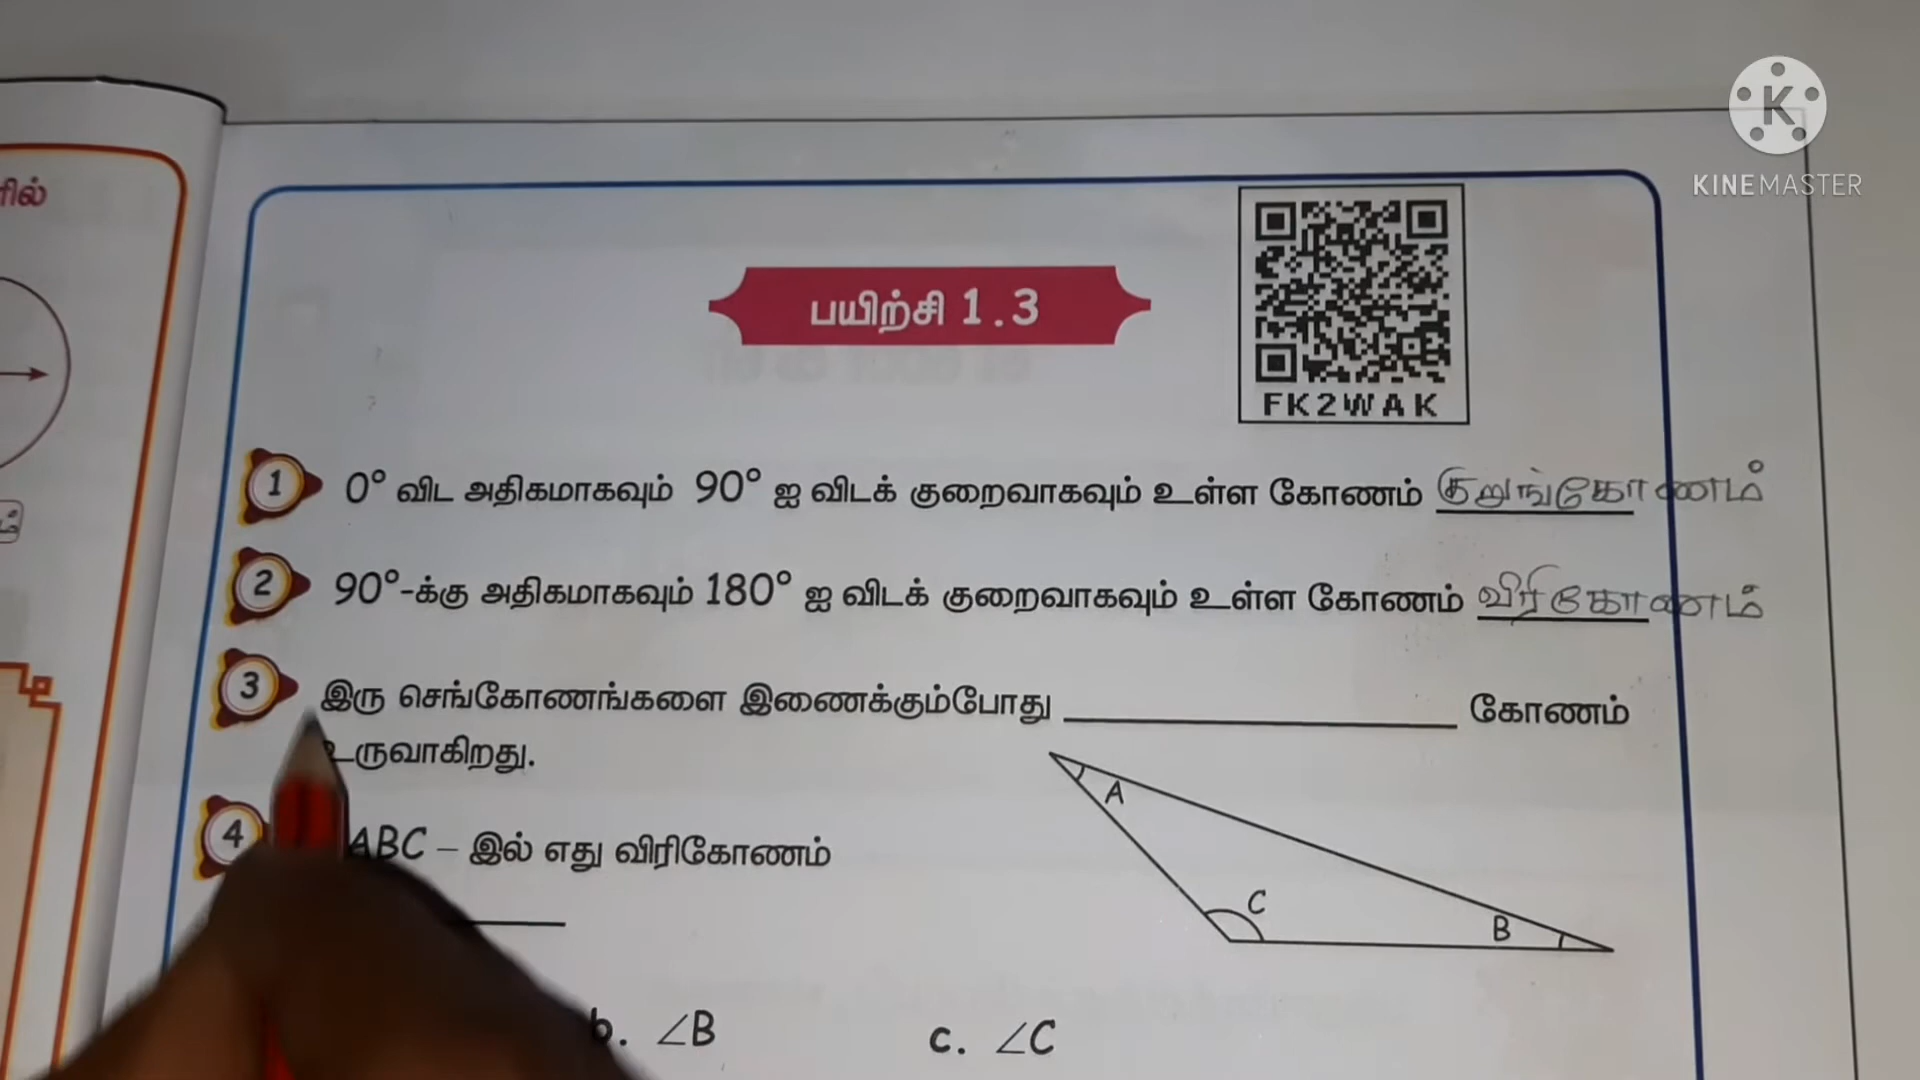 ரில்
KINEMASTER
பயிற்சி 1.3
FK2WAK
1 0° விட அதிகமாகவும் 90° ஐ விடக் குறைவாகவும் உள்ள கோணம் குறுங்கோணம்
2 90°-க்கு அதிகமாகவும் 180° ஐ விடக் குறைவாகவும் உள்ள கோணம் விரிகோணம்
3 இரு செங்கோணங்களை இணைக்கும்போது ____________ கோணம்
உருவாகிறது.
A
4 ABC – இல் எது விரிகோணம்
C
B
b. ∠B
c. ∠C